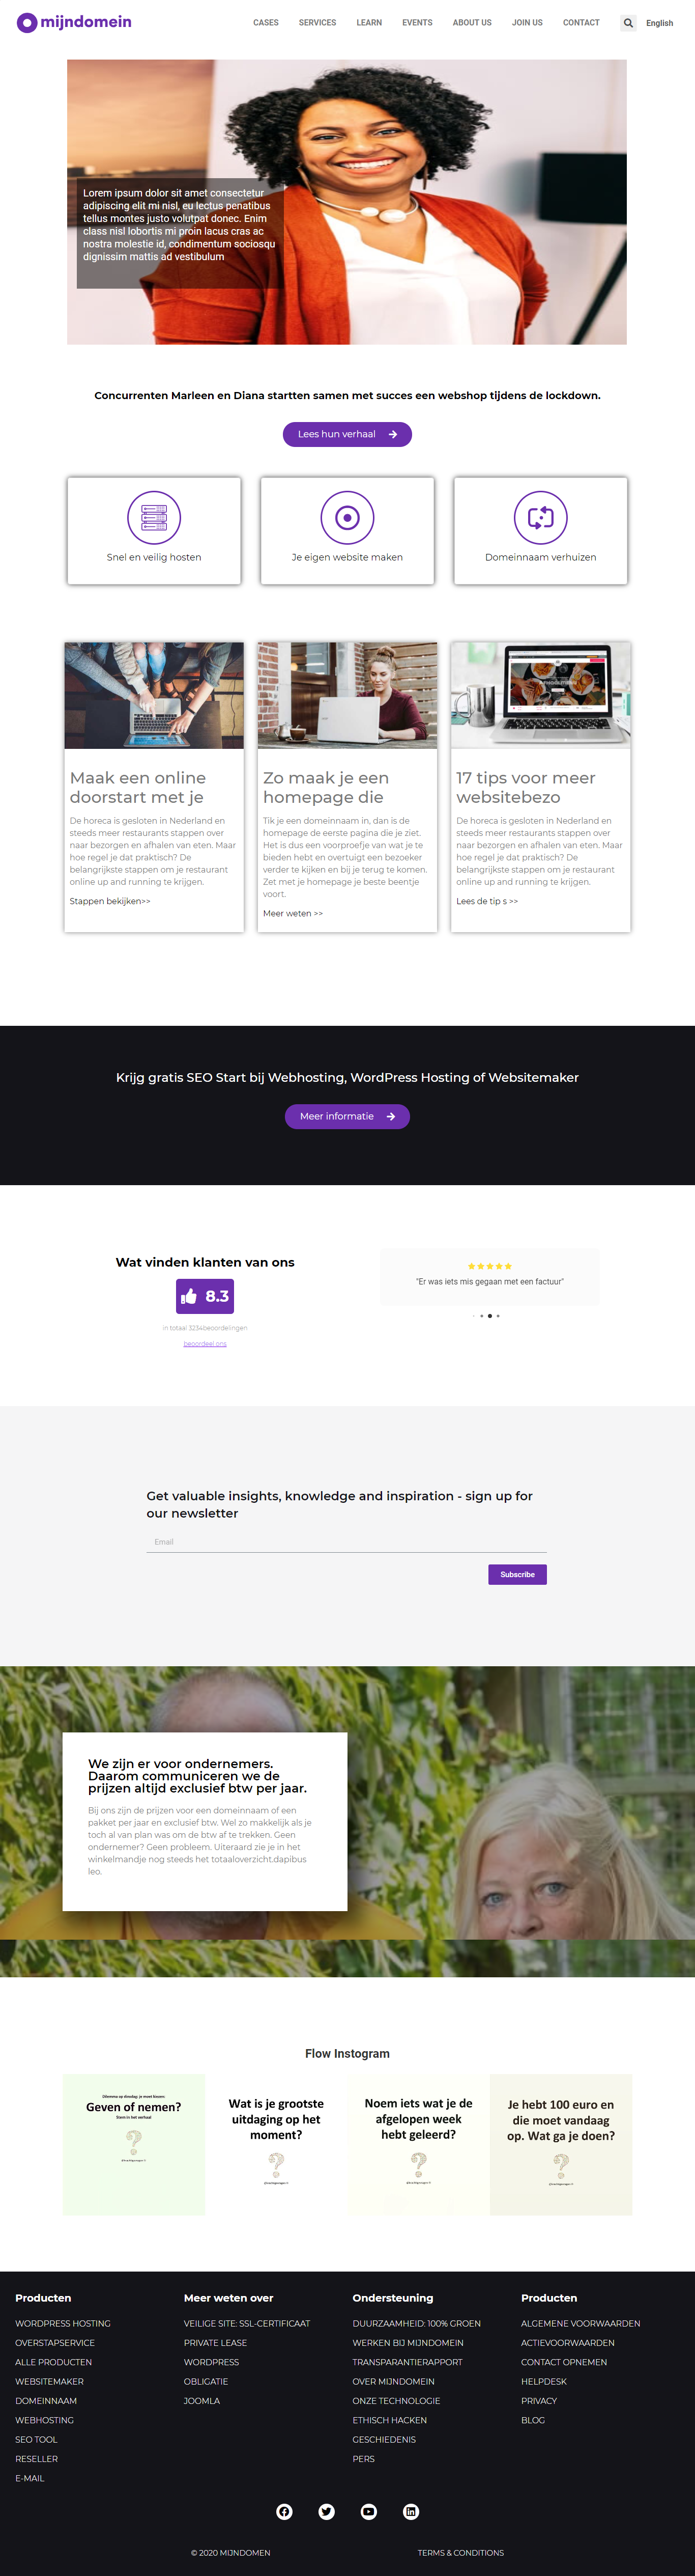 mijndomein
CASES SERVICES LEARN EVENTS ABOUT US JOIN US CONTACT English
Lorem ipsum dolor sit amet consectetur
adipiscing elit mi nisl, eu lectus penatibus
tellus montes justo volutpat donec. Enim
class nisl lobortis mi proin lacus cras ac
nostra molestie id, condimentum sociosqu
dignissim mattis ad vestibulum
Concurrenten Marleen en Diana startten samen met succes een webshop tijdens de lockdown.
Lees hun verhaal
Snel en veilig hosten
Je eigen website maken
Domeinnaam verhuizen
Maak een online
doorstart met je
De horeca is gesloten in Nederland en
steeds meer restaurants stappen over
naar bezorgen en afhalen van eten. Maar
hoe regel je dat praktisch? De
belangrijkste stappen om je restaurant
online up and running te krijgen.
Stappen bekijken>>
Zo maak je een
homepage die
Tik je een domeinnaam in, dan is de
homepage de eerste pagina die je ziet.
Het is dus een voorproefje van wat je te
bieden hebt en overtuigt een bezoeker
verder te kijken en bij je terug te komen.
Zet met je homepage je beste beentje
voort.
Meer weten >>
17 tips voor meer
websitebezo
De horeca is gesloten in Nederland en
steeds meer restaurants stappen over
naar bezorgen en afhalen van eten. Maar
hoe regel je dat praktisch? De
belangrijkste stappen om je restaurant
online up and running te krijgen.
Lees de tip s >>
Krijg gratis SEO Start bij Webhosting, WordPress Hosting of Websitemaker
Meer informatie
Wat vinden klanten van ons
8.3
in totaal 3234beoordelingen
beoordeel ons
"Er was iets mis gegaan met een factuur"
Get valuable insights, knowledge and inspiration - sign up for
our newsletter
Email
Subscribe
We zijn er voor ondernemers.
Daarom communiceren we de
prijzen altijd exclusief btw per jaar.
Bij ons zijn de prijzen voor een domeinnaam of een
pakket per jaar en exclusief btw. Wel zo makkelijk als je
toch al van plan was om de btw af te trekken. Geen
ondernemer? Geen probleem. Uiteraard zie je in het
winkelmandje nog steeds het totaaloverzicht.dapibus
leo.
Flow Instogram
Dilemma op dinsdag: je moet kiezen:
Geven of nemen?
Stem in het verhaal
Wat is je grootste
uitdaging op het
moment?
Noem iets wat je de
afgelopen week
hebt geleerd?
Je hebt 100 euro en
die moet vandaag
op. Wat ga je doen?
Producten
WORDPRESS HOSTING
OVERSTAPSERVICE
ALLE PRODUCTEN
WEBSITEMAKER
DOMEINNAAM
WEBHOSTING
SEO TOOL
RESELLER
E-MAIL
Meer weten over
VEILIGE SITE: SSL-CERTIFICAAT
PRIVATE LEASE
WORDPRESS
OBLIGATIE
JOOMLA
Ondersteuning
DUURZAAMHEID: 100% GROEN
WERKEN BIJ MIJNDOMEIN
TRANSPARANTIERAPPORT
OVER MIJNDOMEIN
ONZE TECHNOLOGIE
ETHISCH HACKEN
GESCHIEDENIS
PERS
Producten
ALGEMENE VOORWAARDEN
ACTIEVOORWAARDEN
CONTACT OPNEMEN
HELPDESK
PRIVACY
BLOG
© 2020 MIJNDOMEN
TERMS & CONDITIONS